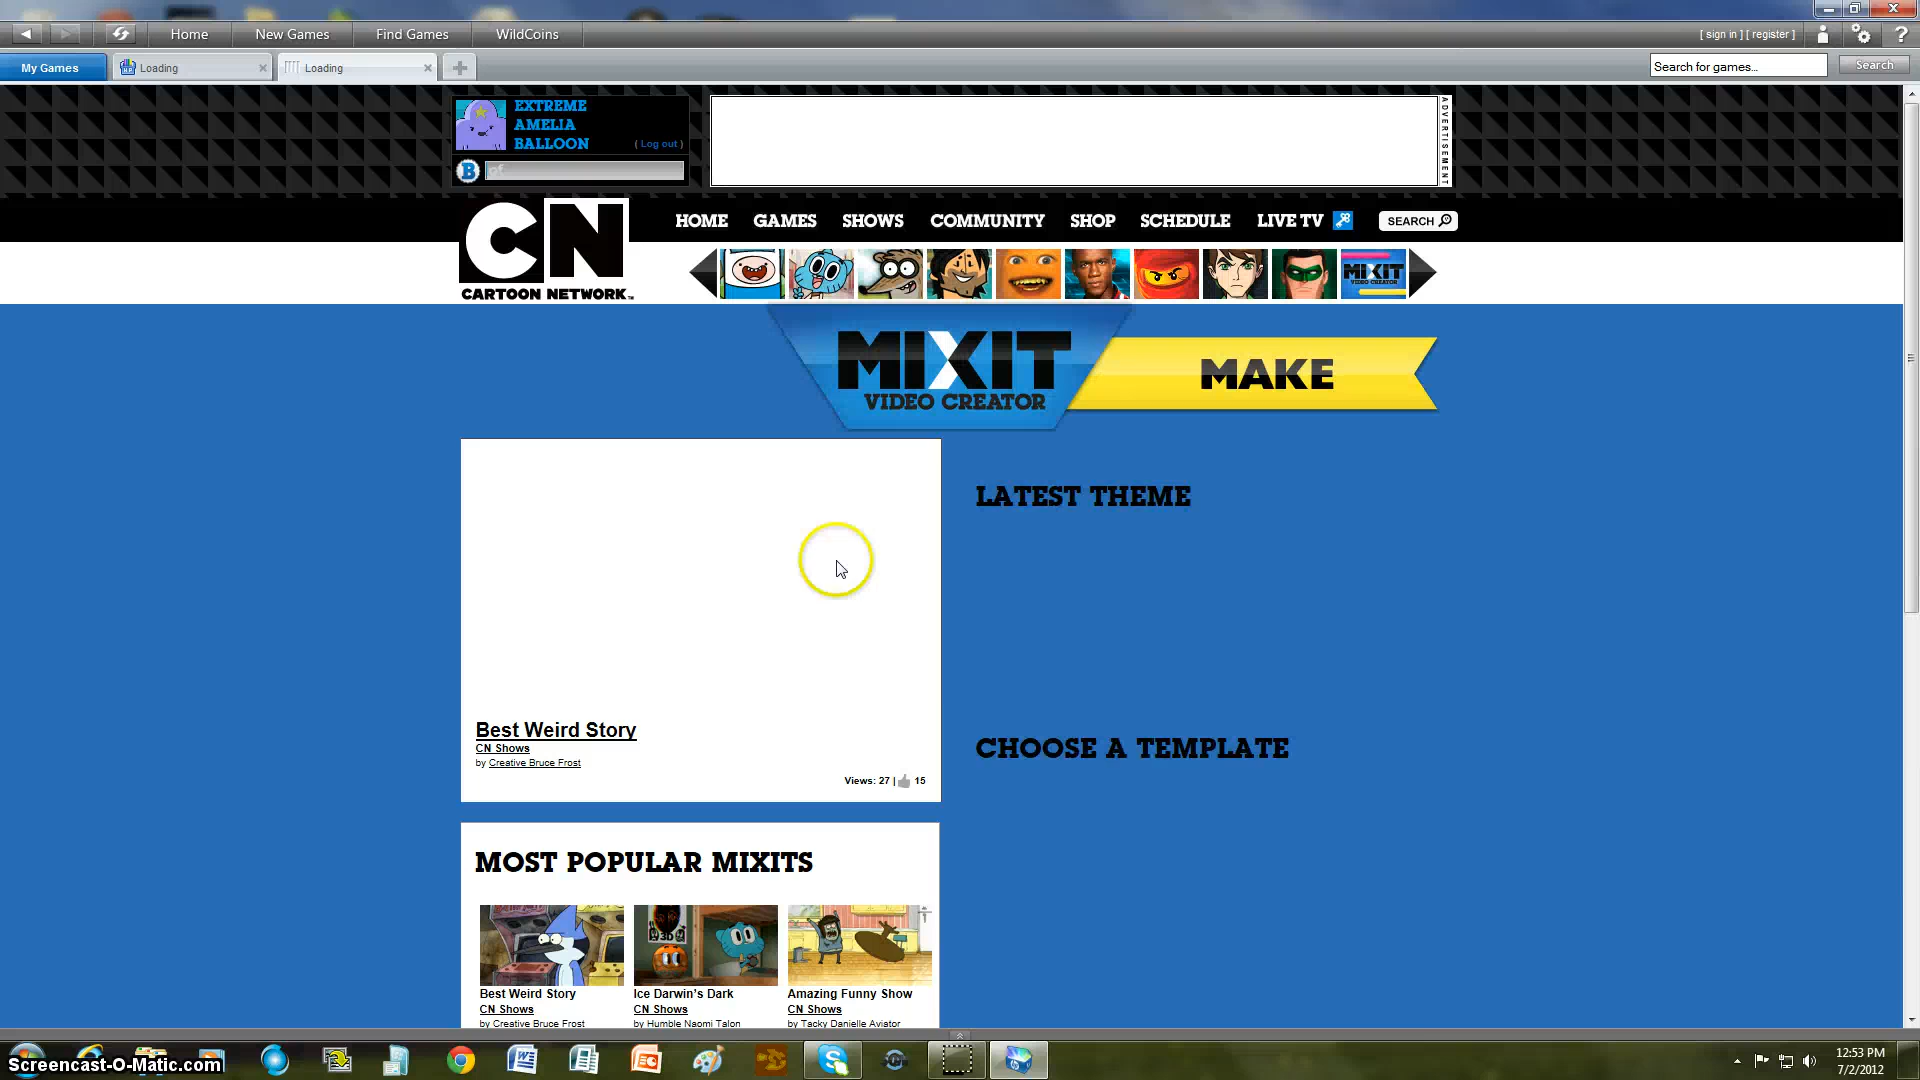 Home
New Games
Find Games
WildCoins
[ sign in ] [ register ]
?
My Games
Loading
Loading
Search for games...
Search
EXTREME
AMELIA
BALLOON
( Log out )
B
ADVERTISEMENT
CN
CARTOON NETWORK™
HOME
GAMES
SHOWS
COMMUNITY
SHOP
SCHEDULE
LIVE TV
SEARCH
MIXIT
VIDEO CREATOR
MIXIT
VIDEO CREATOR
MAKE
LATEST THEME
Best Weird Story
CN Shows
by Creative Bruce Frost
Views: 27 | 15
CHOOSE A TEMPLATE
MOST POPULAR MIXITS
Best Weird Story
CN Shows
by Creative Bruce Frost
Ice Darwin's Dark
CN Shows
by Humble Naomi Talon
Amazing Funny Show
CN Shows
by Tacky Danielle Aviator
Screencast-O-Matic.com
12:53 PM
7/2/2012